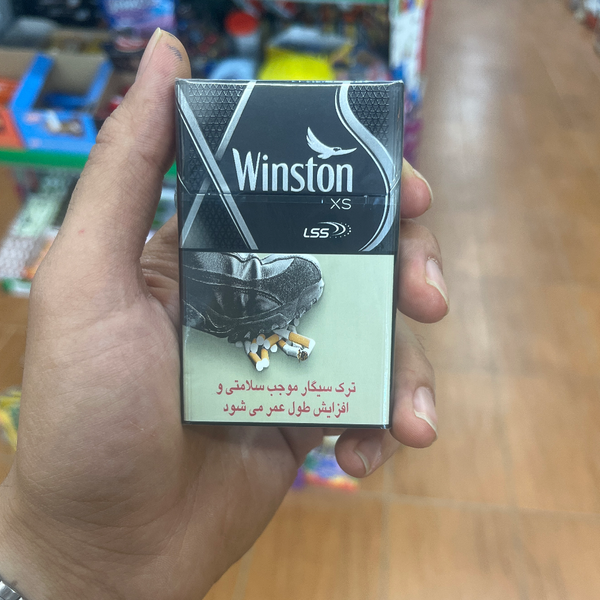 Winston
XS
LSS
ترک سیگار موجب سلامتی و
افزایش طول عمر می شود